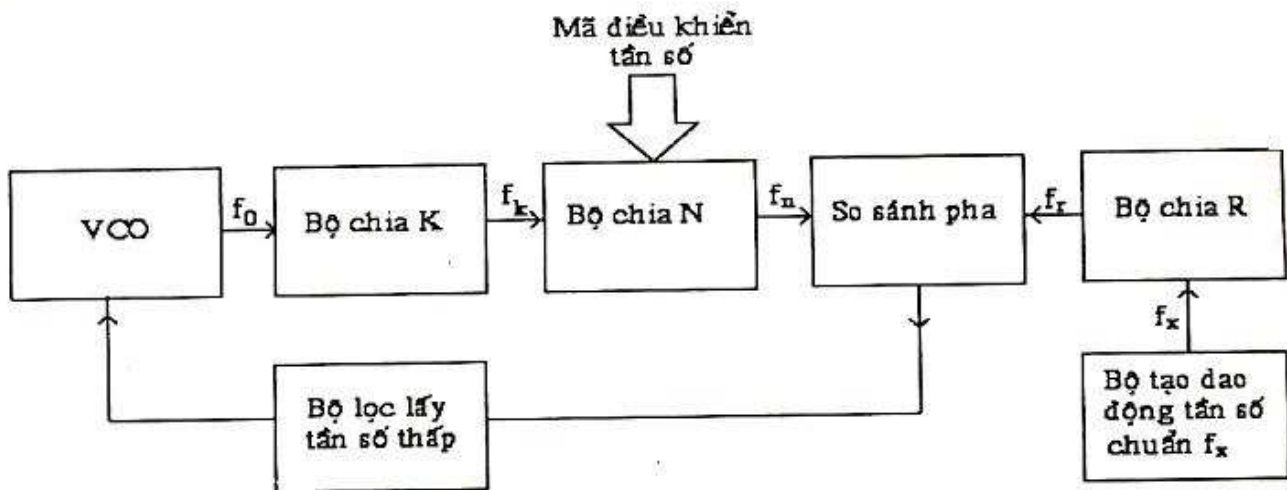 Mã điều khiển
tần số
VCO
f₀
Bộ chia K
fₖ
Bộ chia N
fₙ
So sánh pha
fᵣ
Bộ chia R
fₓ
Bộ lọc lấy
tần số thấp
Bộ tạo dao
động tần số
chuẩn fₓ